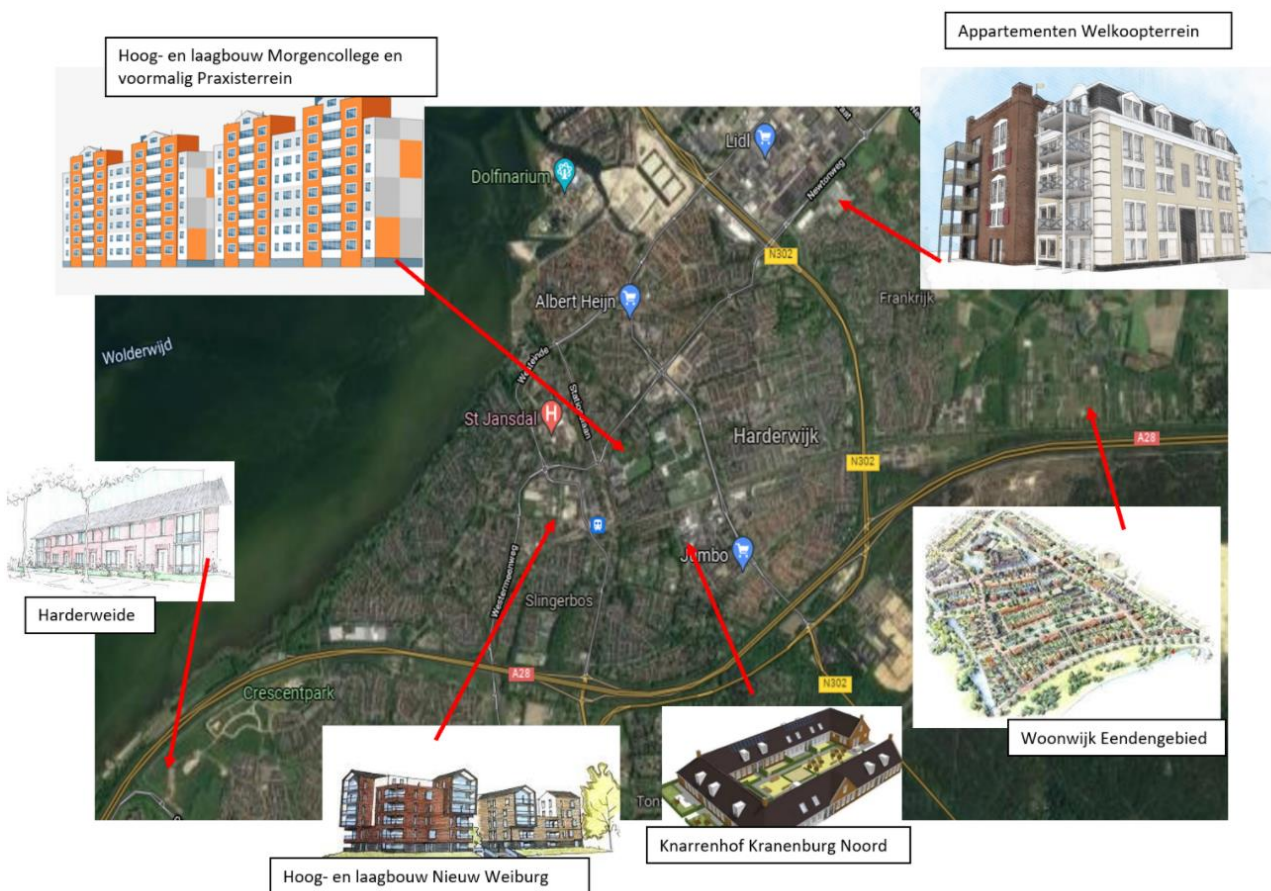 Appartementen Welkoopterrein
Hoog- en laagbouw Morgencollege en
voormalig Praxisterrein
Lidl
Newtonweg
Dolfinarium
N302
Albert Heijn
Frankrijk
Wolderwijd
Westeinde
Stationslaan
St Jansdal
H
Harderwijk
A28
N302
Jumbo
Westermeenweg
Slingerbos
Harderweide
A28
Crescentpark
N302
Woonwijk Eendengebied
Knarrenhof Kranenburg Noord
Hoog- en laagbouw Nieuw Weiburg